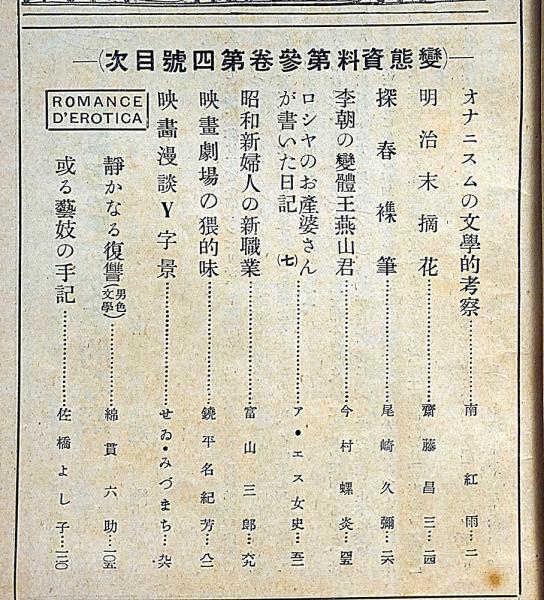 變態資料第參卷第四號目次
オナニスムの文學的考察…………南紅雨…二
明治末摘花…………齋藤昌三…一四
探春襍筆…………尾崎久彌…二六
李朝の變體王燕山君…………今村螺炎…四五
ロシヤのお產婆さんが書いた日記(七)…………ア・エス女史…五二
昭和新婦人の新職業…………富山三郎…六九
映畫劇場の猥的味…………鏡平名紀芳…八二
映畵漫談Y字景…………せゐ・みづまち…九六
ROMANCE D'EROTICA
靜かなる復讐(男色文學)…………綿貫六助…一〇五
或る藝妓の手記…………佐橋よし子…一二〇